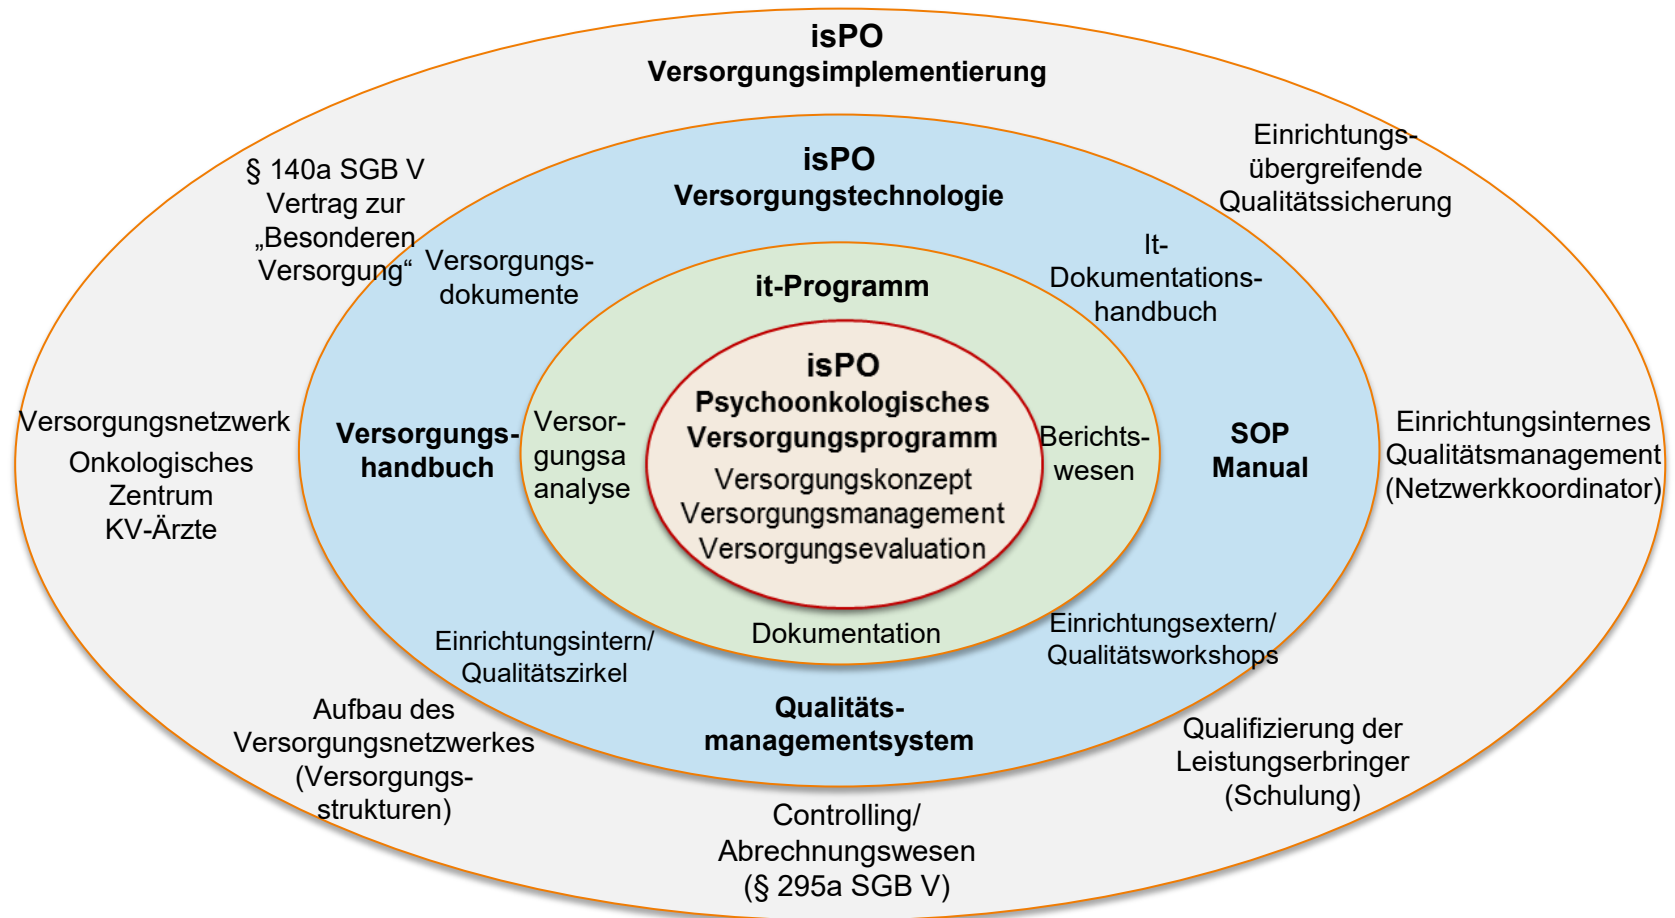 isPO
Versorgungsimplementierung
§ 140a SGB V
Vertrag zur
„Besonderen
Versorgung“
Einrichtungs-
übergreifende
Qualitätssicherung
isPO
Versorgungstechnologie
Versorgungs-
dokumente
It-
Dokumentations-
handbuch
it-Programm
isPO
Psychoonkologisches
Versorgungsprogramm
Versorgungskonzept
Versorgungsmanagement
Versorgungsevaluation
Versorgungsnetzwerk
Onkologisches
Zentrum
KV-Ärzte
Versorgungs-
handbuch
Versor-
gungsa
analyse
Berichts-
wesen
SOP
Manual
Einrichtungsinternes
Qualitätsmanagement
(Netzwerkkoordinator)
Dokumentation
Einrichtungsintern/
Qualitätszirkel
Einrichtungsextern/
Qualitätsworkshops
Qualitäts-
managementsystem
Aufbau des
Versorgungsnetzwerkes
(Versorgungs-
strukturen)
Qualifizierung der
Leistungserbringer
(Schulung)
Controlling/
Abrechnungswesen
(§ 295a SGB V)